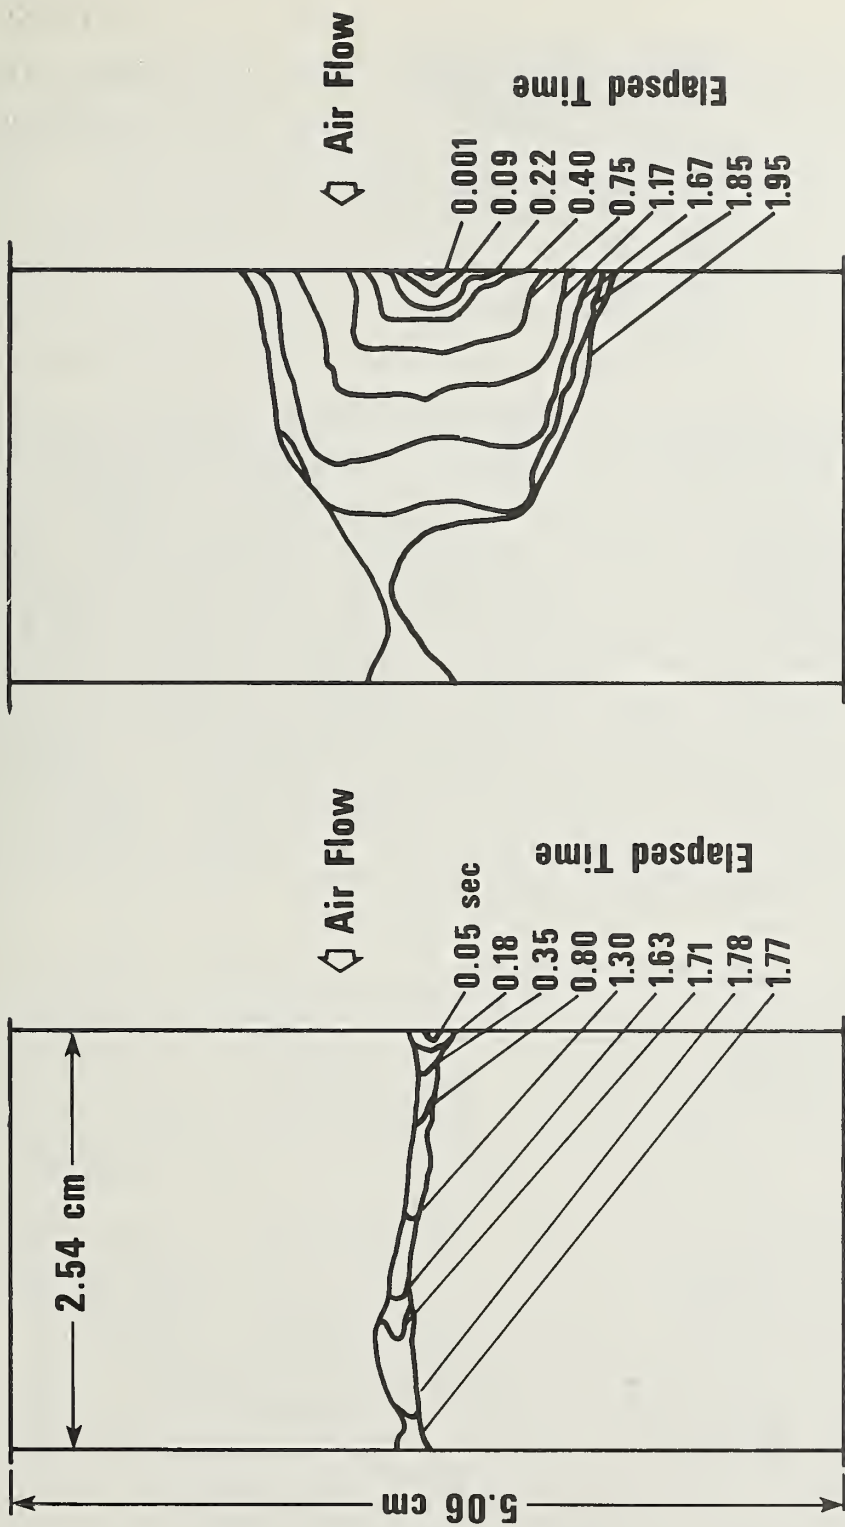 Air Flow
0.001
0.09
0.22
0.40
0.75
1.17
1.67
1.85
1.95
Elapsed Time
2.54 cm
5.06 cm
Air Flow
0.05 sec
0.18
0.35
0.80
1.30
1.63
1.71
1.78
1.77
Elapsed Time